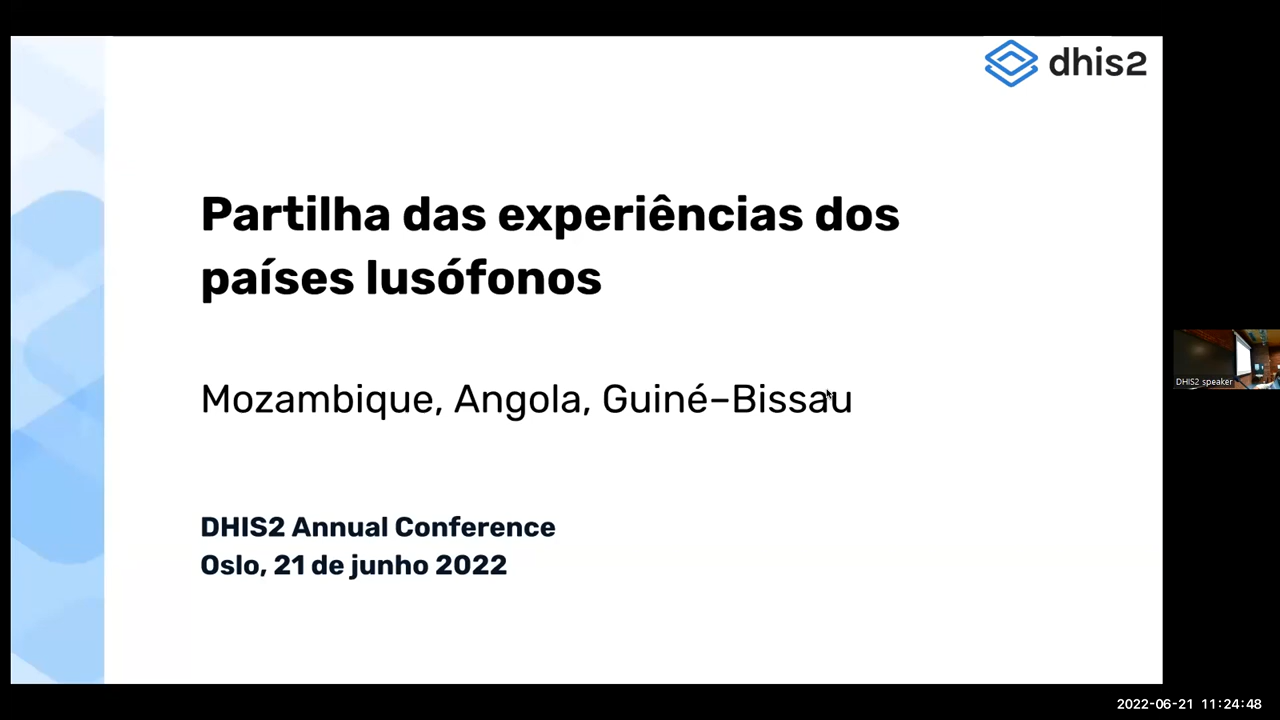 dhis2
Partilha das experiências dos
países lusófonos
Mozambique, Angola, Guiné–Bissau
DHIS2 Annual Conference
Oslo, 21 de junho 2022
DHIS2 speaker
2022-06-21 11:24:48